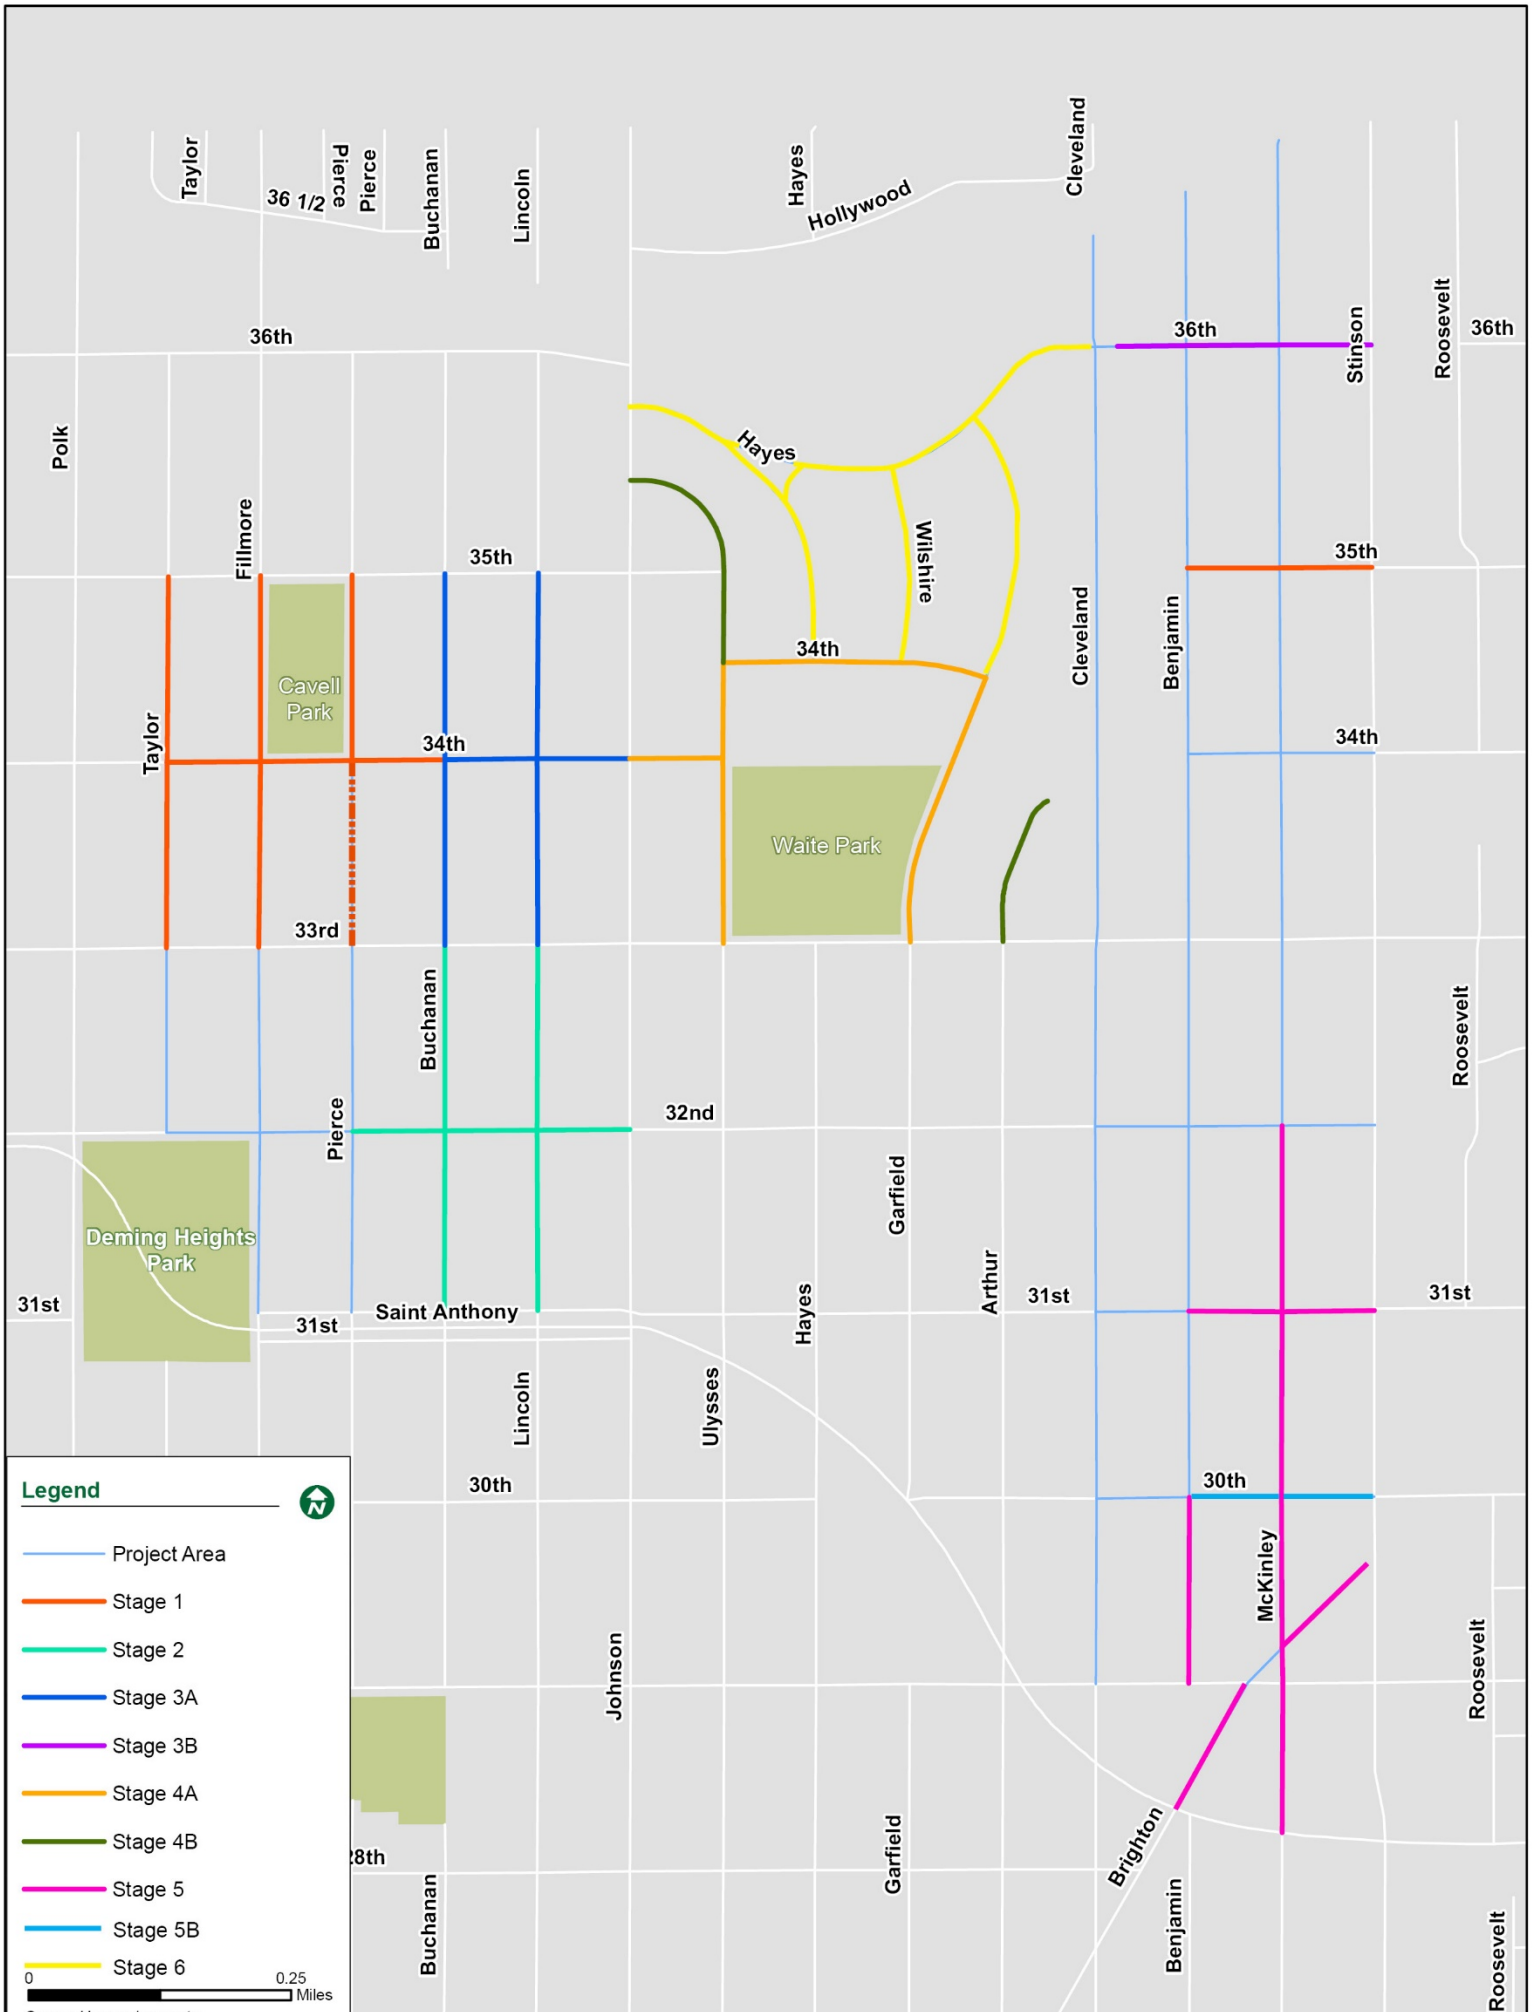 Taylor
36 1/2
Pierce
Pierce
Buchanan
Lincoln
Hayes
Hollywood
Cleveland
36th
36th
Stinson
Roosevelt
36th
Polk
Hayes
Fillmore
35th
Wilshire
35th
Cleveland
Benjamin
Cavell
Park
34th
Taylor
34th
34th
Waite Park
33rd
Buchanan
Roosevelt
Pierce
32nd
Garfield
Deming Heights
Park
31st
Saint Anthony
31st
Hayes
Arthur
31st
31st
Lincoln
Ulysses
30th
30th
McKinley
Johnson
Roosevelt
Garfield
Brighton
Benjamin
Buchanan
Roosevelt
28th
Legend
N
Project Area
Stage 1
Stage 2
Stage 3A
Stage 3B
Stage 4A
Stage 4B
Stage 5
Stage 5B
Stage 6
0 0.25
Miles